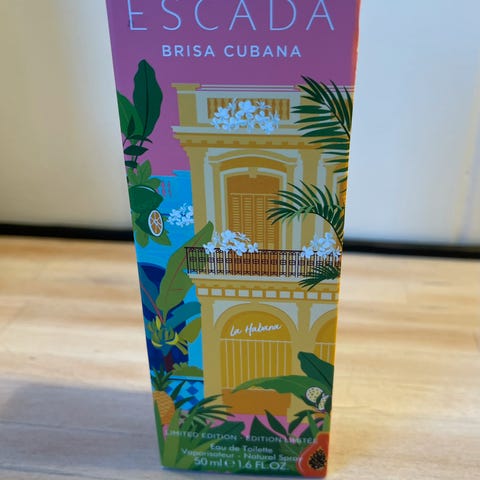 ESCADA
BRISA CUBANA
La Habana
LIMITED EDITION - ÉDITION LIMITÉE
Eau de Toilette
Vaporisateur - Natural Spray
50 ml ℮ 1.6 FL.OZ.